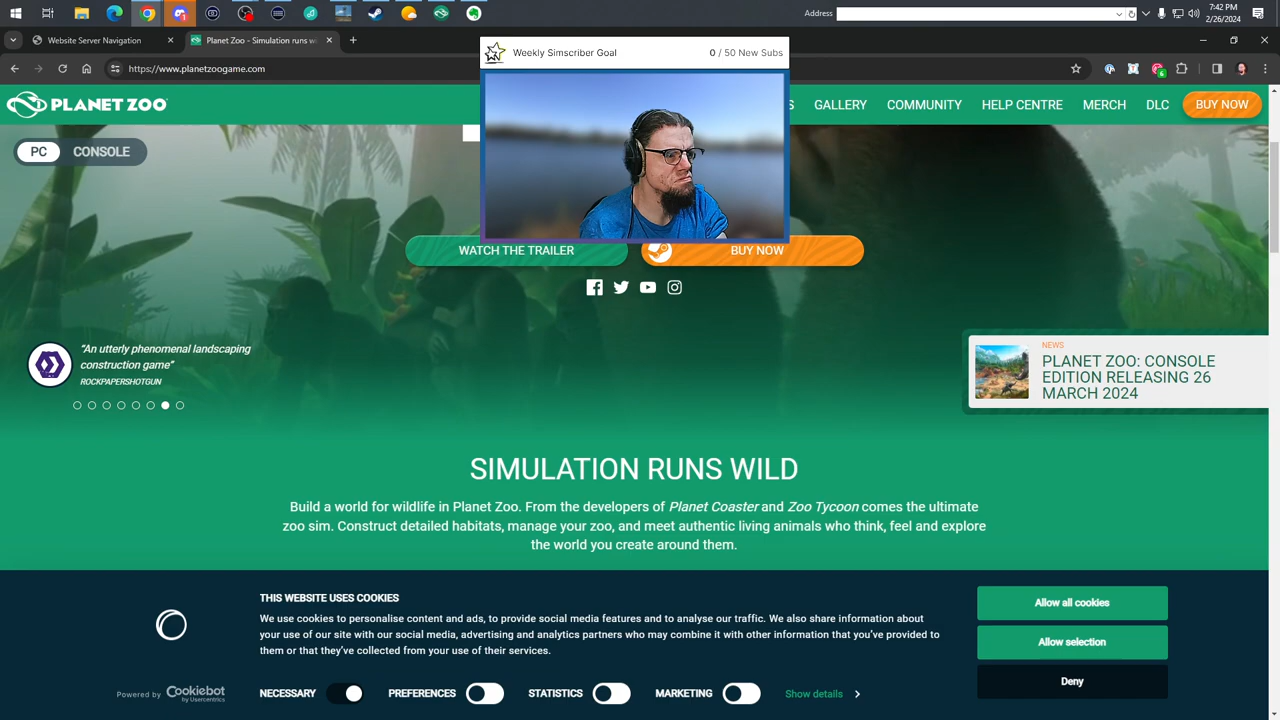 Address
7:42 PM
2/26/2024
Website Server Navigation
Planet Zoo - Simulation runs wi
https://www.planetzoogame.com
Weekly Simscriber Goal
0 / 50 New Subs
PLANET ZOO
S
GALLERY
COMMUNITY
HELP CENTRE
MERCH
DLC
BUY NOW
PC
CONSOLE
WATCH THE TRAILER
BUY NOW
"An utterly phenomenal landscaping
construction game"
ROCKPAPERSHOTGUN
NEWS
PLANET ZOO: CONSOLE
EDITION RELEASING 26
MARCH 2024
SIMULATION RUNS WILD
Build a world for wildlife in Planet Zoo. From the developers of Planet Coaster and Zoo Tycoon comes the ultimate
zoo sim. Construct detailed habitats, manage your zoo, and meet authentic living animals who think, feel and explore
the world you create around them.
THIS WEBSITE USES COOKIES
We use cookies to personalise content and ads, to provide social media features and to analyse our traffic. We also share information about
your use of our site with our social media, advertising and analytics partners who may combine it with other information that you've provided to
them or that they've collected from your use of their services.
Allow all cookies
Allow selection
Deny
Powered by Cookiebot
by Usercentrics
NECESSARY
PREFERENCES
STATISTICS
MARKETING
Show details